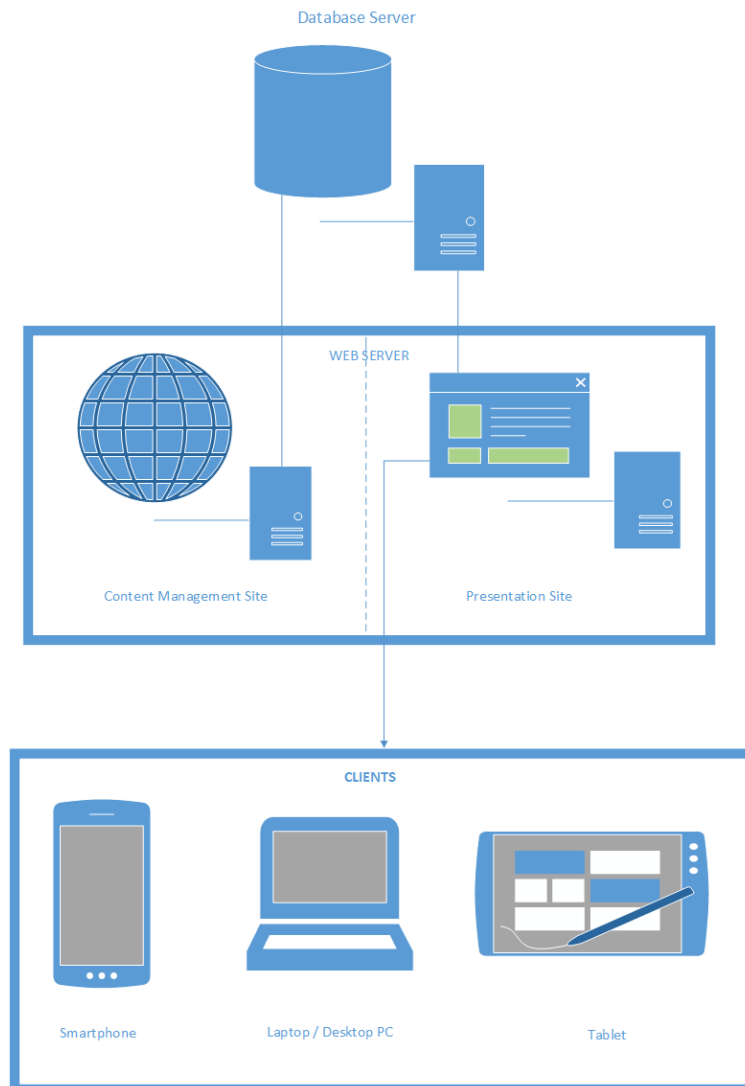 Database Server
WEB SERVER
Content Management Site
Presentation Site
CLIENTS
Smartphone
Laptop / Desktop PC
Tablet